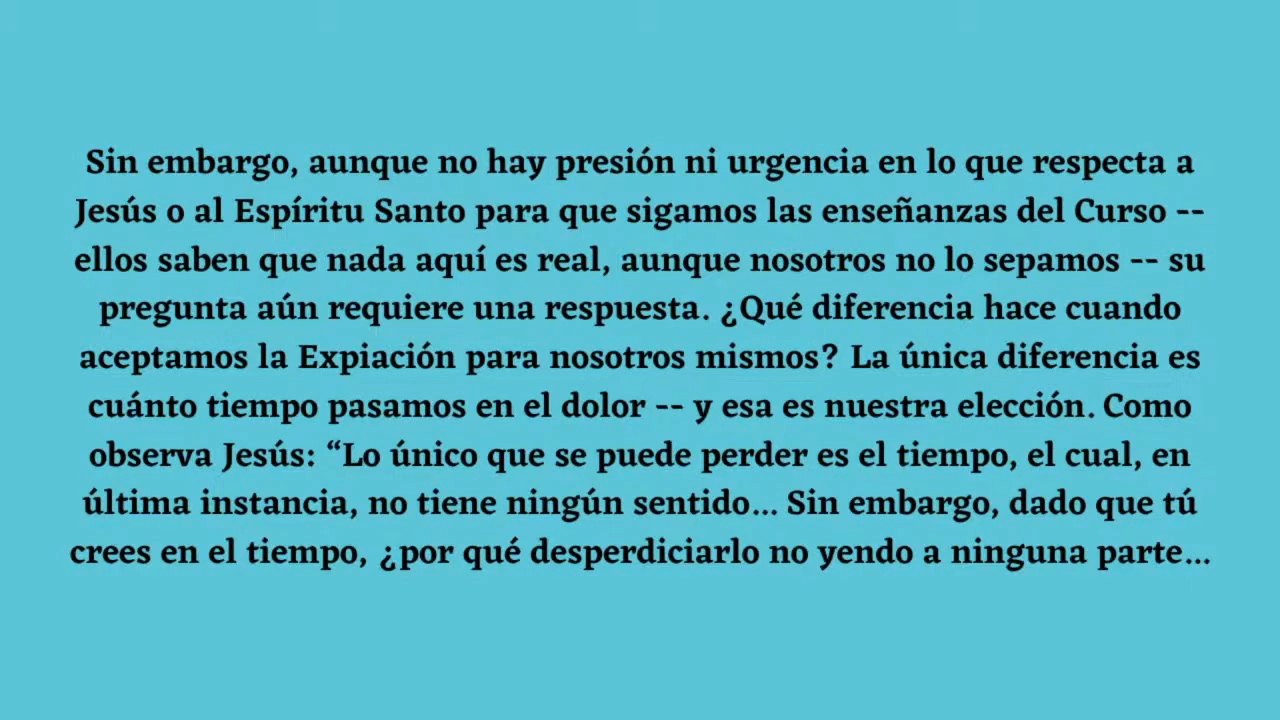 Sin embargo, aunque no hay presión ni urgencia en lo que respecta a
Jesús o al Espíritu Santo para que sigamos las enseñanzas del Curso --
ellos saben que nada aquí es real, aunque nosotros no lo sepamos -- su
pregunta aún requiere una respuesta. ¿Qué diferencia hace cuando
aceptamos la Expiación para nosotros mismos? La única diferencia es
cuánto tiempo pasamos en el dolor -- y esa es nuestra elección. Como
observa Jesús: “Lo único que se puede perder es el tiempo, el cual, en
última instancia, no tiene ningún sentido... Sin embargo, dado que tú
crees en el tiempo, ¿por qué desperdiciarlo no yendo a ninguna parte...